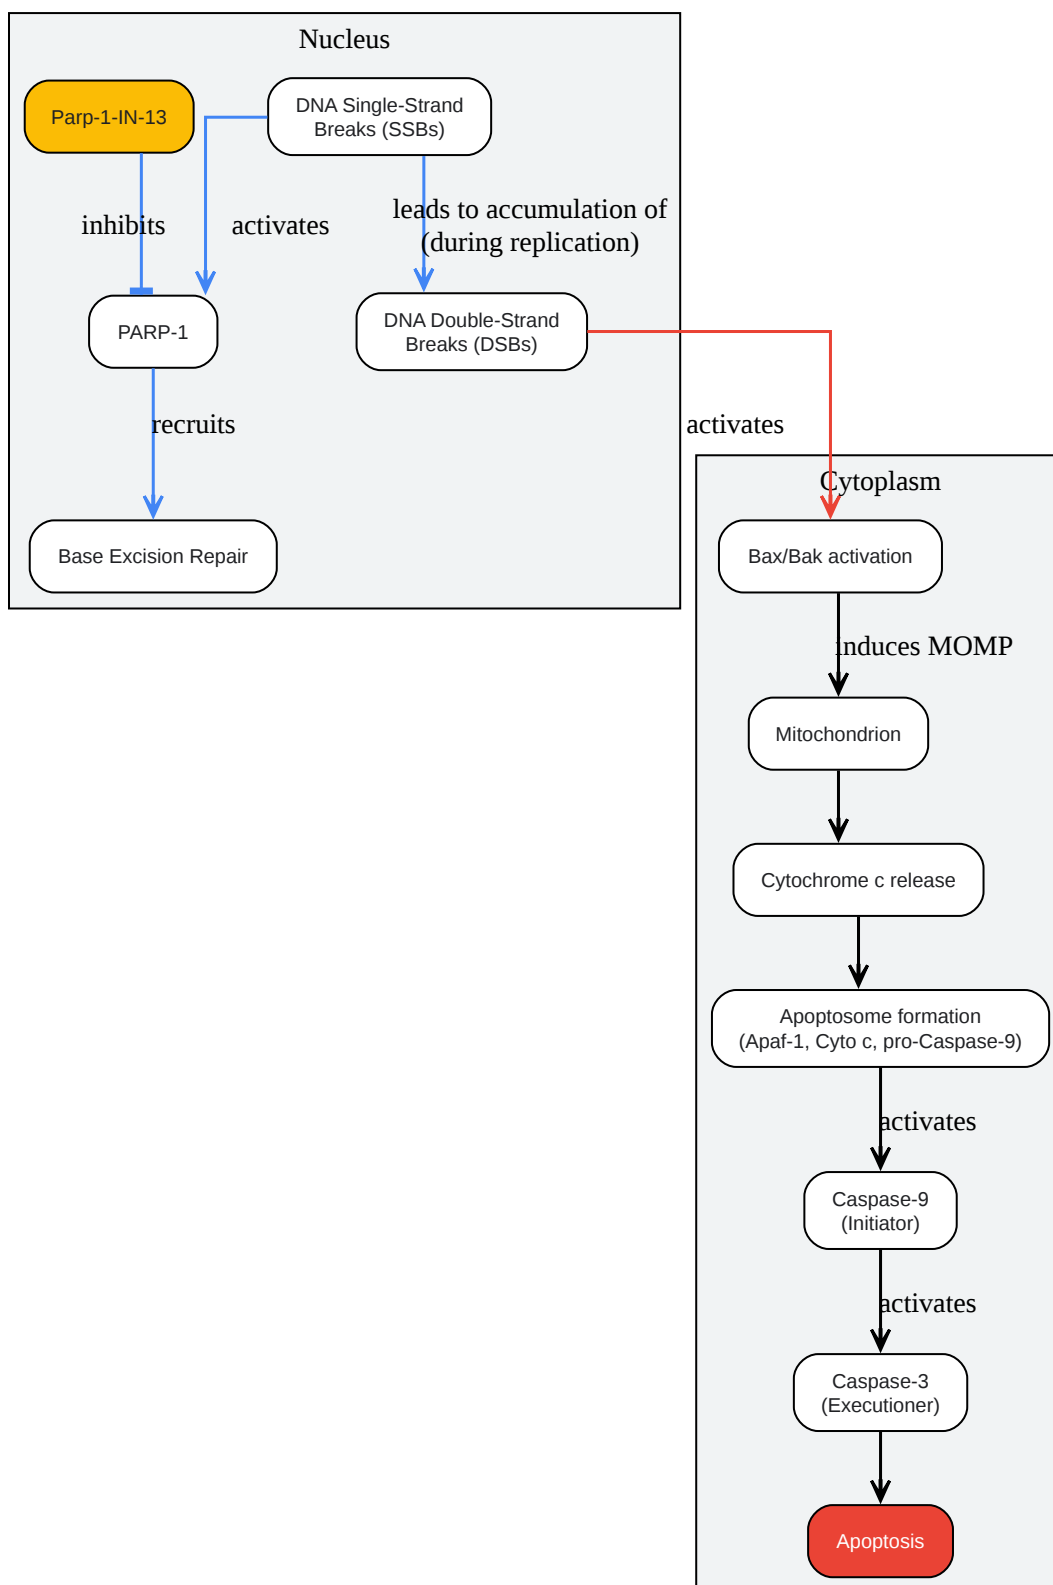 Nucleus
Parp-1-IN-13
DNA Single-Strand
Breaks (SSBs)
inhibits
activates
leads to accumulation of
(during replication)
PARP-1
DNA Double-Strand
Breaks (DSBs)
recruits
activates
Base Excision Repair
Cytoplasm
Bax/Bak activation
induces MOMP
Mitochondrion
Cytochrome c release
Apoptosome formation
(Apaf-1, Cyto c, pro-Caspase-9)
activates
Caspase-9
(Initiator)
activates
Caspase-3
(Executioner)
Apoptosis